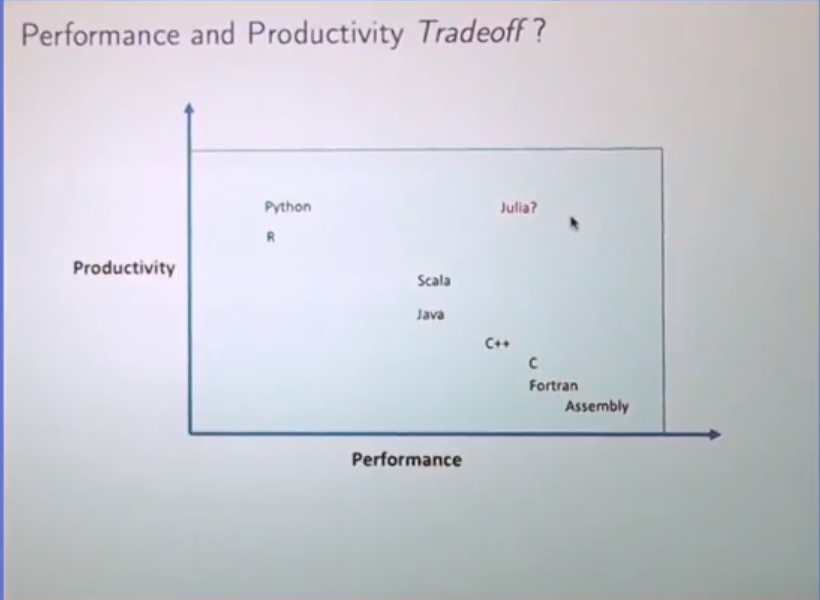 Performance and Productivity Tradeoff ?
Python
Julia?
R
Productivity
Scala
Java
C++
C
Fortran
Assembly
Performance